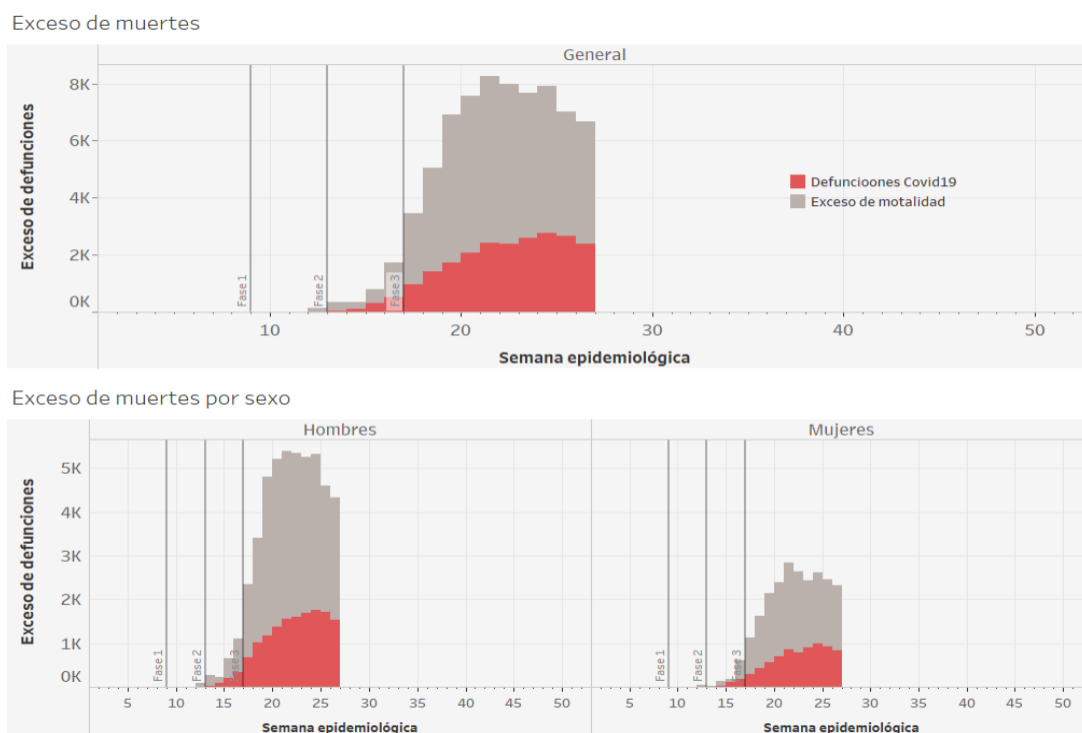 Exceso de muertes
General
8K
6K
4K
2K
0K
Exceso de defunciones
Fase 1
Fase 2
Fase 3
Defuncioones Covid19
Exceso de motalidad
10 20 30 40 50
Semana epidemiológica
Exceso de muertes por sexo
Hombres Mujeres
5K
4K
3K
2K
1K
0K
Exceso de defunciones
Fase 1
Fase 2
Fase 3
Fase 1
Fase 2
Fase 3
5 10 15 20 25 30 35 40 45 50 5 10 15 20 25 30 35 40 45 50
Semana epidemiológica Semana epidemiológica